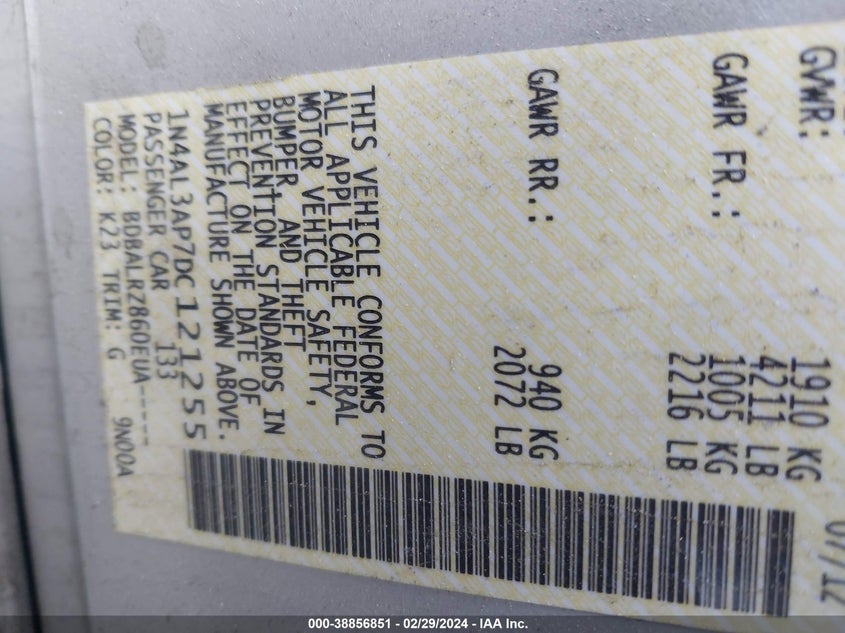 07/12
GVWR: 1910 KG
4211 LB
GAWR FR.: 1005 KG
2216 LB
GAWR RR.: 940 KG
2072 LB
THIS VEHICLE CONFORMS TO
ALL APPLICABLE FEDERAL
MOTOR VEHICLE SAFETY,
BUMPER, AND THEFT
PREVENTION STANDARDS IN
EFFECT ON THE DATE OF
MANUFACTURE SHOWN ABOVE.
1N4AL3AP7DC121255
PASSENGER CAR 133
MODEL: BDBALRZ860EUA----
COLOR: K23 TRIM: G 9N00A
000-38856851 - 02/29/2024 - IAA Inc.